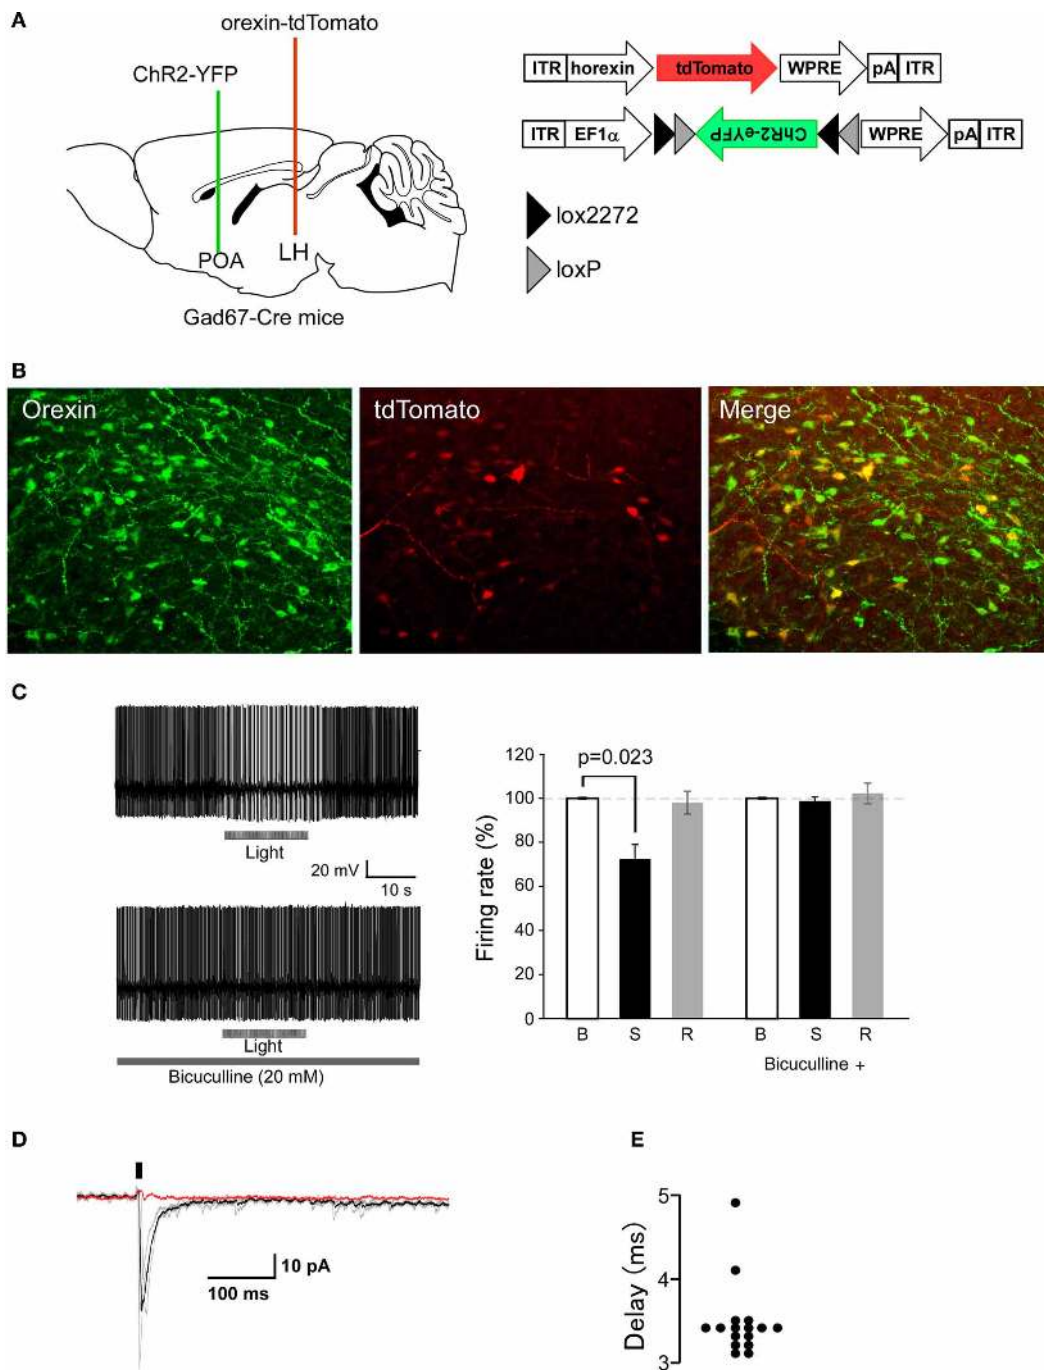 A
orexin-tdTomato
ChR2-YFP
POA
LH
Gad67-Cre mice
ITR horexin tdTomato WPRE pA ITR
ITR EF1α ChR2-eYFP WPRE pA ITR
lox2272
loxP
B
Orexin
tdTomato
Merge
C
Light
20 mV
10 s
Light
Bicuculline (20 mM)
Firing rate (%)
120
100
80
60
40
20
0
p=0.023
B S R B S R
Bicuculline +
D
10 pA
100 ms
E
Delay (ms)
5
4
3